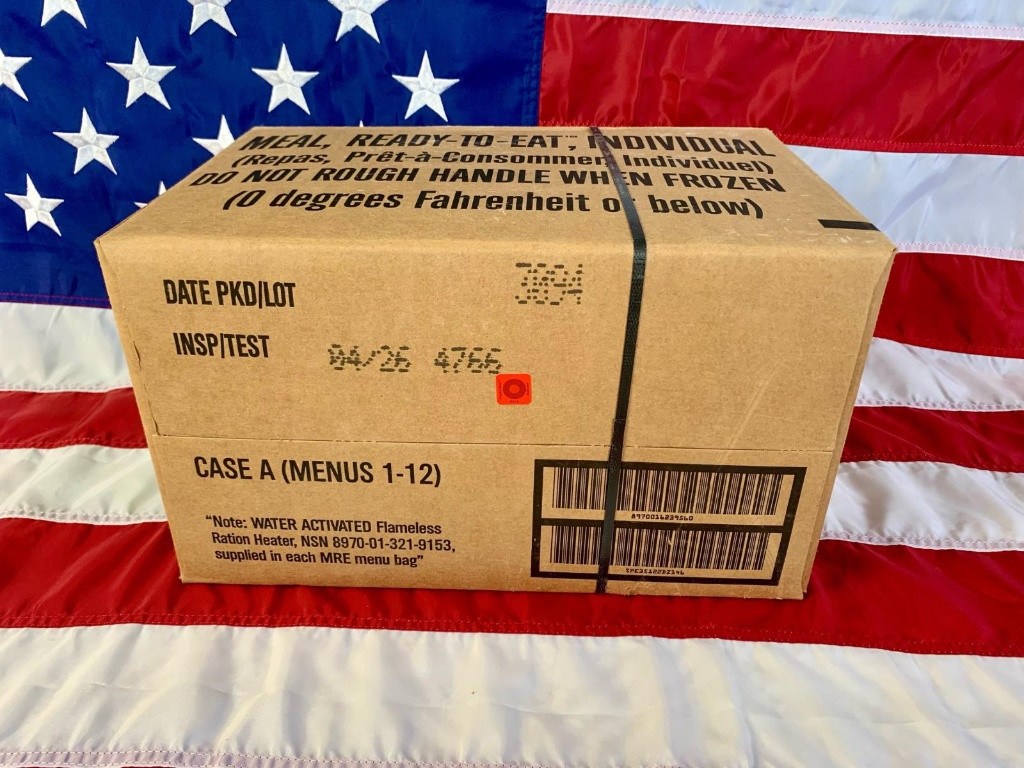 MEAL, READY-TO-EAT™, INDIVIDUAL
(Repas, Prêt-à-Consommer, Individuel)
DO NOT ROUGH HANDLE WHEN FROZEN
(0 degrees Fahrenheit or below)
DATE PKD/LOT 3094
INSP/TEST 04/26 4766
CASE A (MENUS 1-12)
“Note: WATER ACTIVATED Flameless
Ration Heater, NSN 8970-01-321-9153,
supplied in each MRE menu bag”